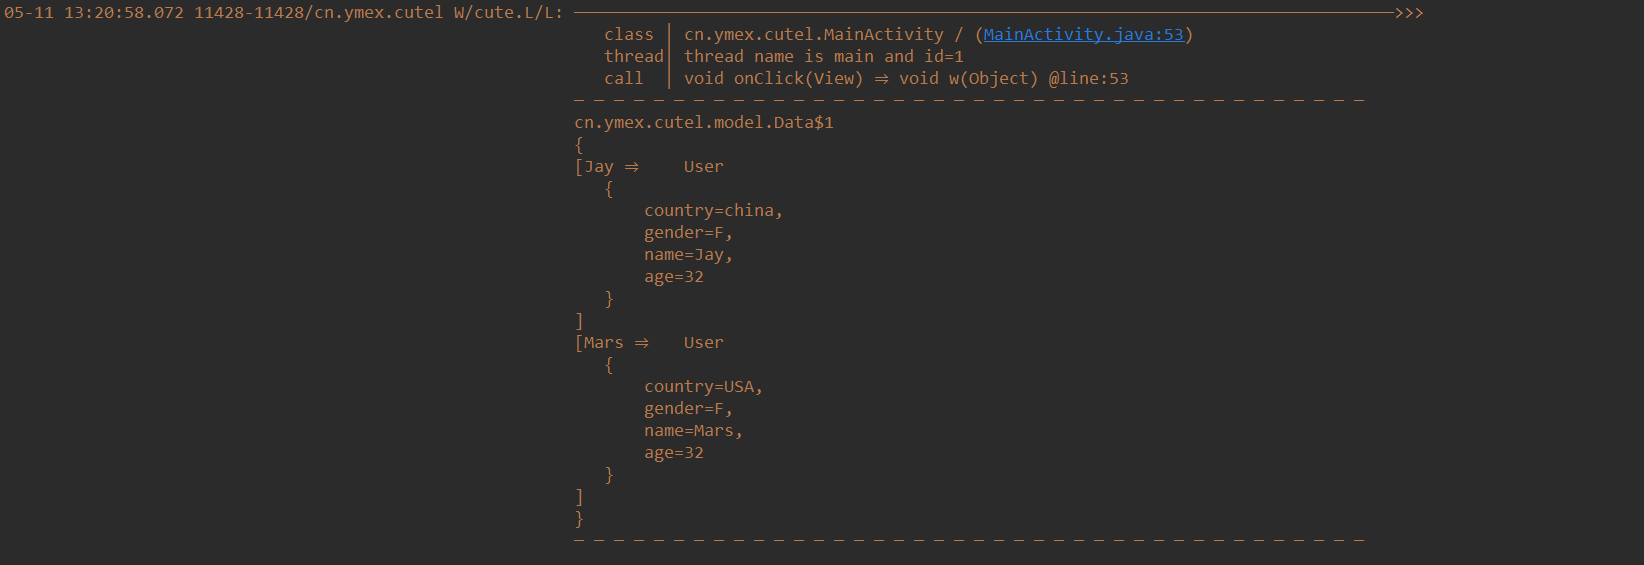 05-11 13:20:58.072 11428-11428/cn.ymex.cutel W/cute.L/L: ──────────────────────────────────────────────────────────────────────────────────>>>
class │ cn.ymex.cutel.MainActivity / (MainActivity.java:53)
thread│ thread name is main and id=1
call │ void onClick(View) ⇒ void w(Object) @line:53
─ ─ ─ ─ ─ ─ ─ ─ ─ ─ ─ ─ ─ ─ ─ ─ ─ ─ ─ ─ ─ ─ ─ ─ ─ ─ ─ ─ ─ ─ ─ ─ ─ ─ ─ ─ ─ ─ ─ ─
cn.ymex.cutel.model.Data$1
{
[Jay ⇒ User
{
country=china,
gender=F,
name=Jay,
age=32
}
]
[Mars ⇒ User
{
country=USA,
gender=F,
name=Mars,
age=32
}
]
}
─ ─ ─ ─ ─ ─ ─ ─ ─ ─ ─ ─ ─ ─ ─ ─ ─ ─ ─ ─ ─ ─ ─ ─ ─ ─ ─ ─ ─ ─ ─ ─ ─ ─ ─ ─ ─ ─ ─ ─